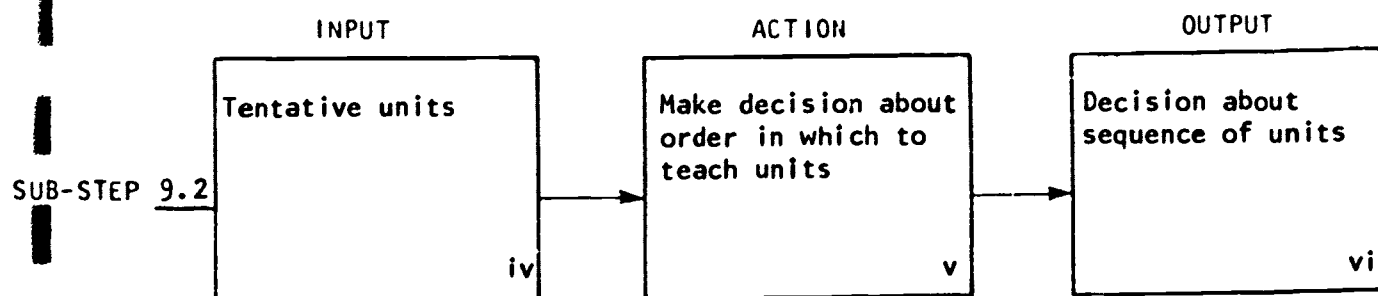 INPUT ACTION OUTPUT
Tentative units
Make decision about
order in which to
teach units
Decision about
sequence of units
SUB-STEP 9.2
iv
v
vi